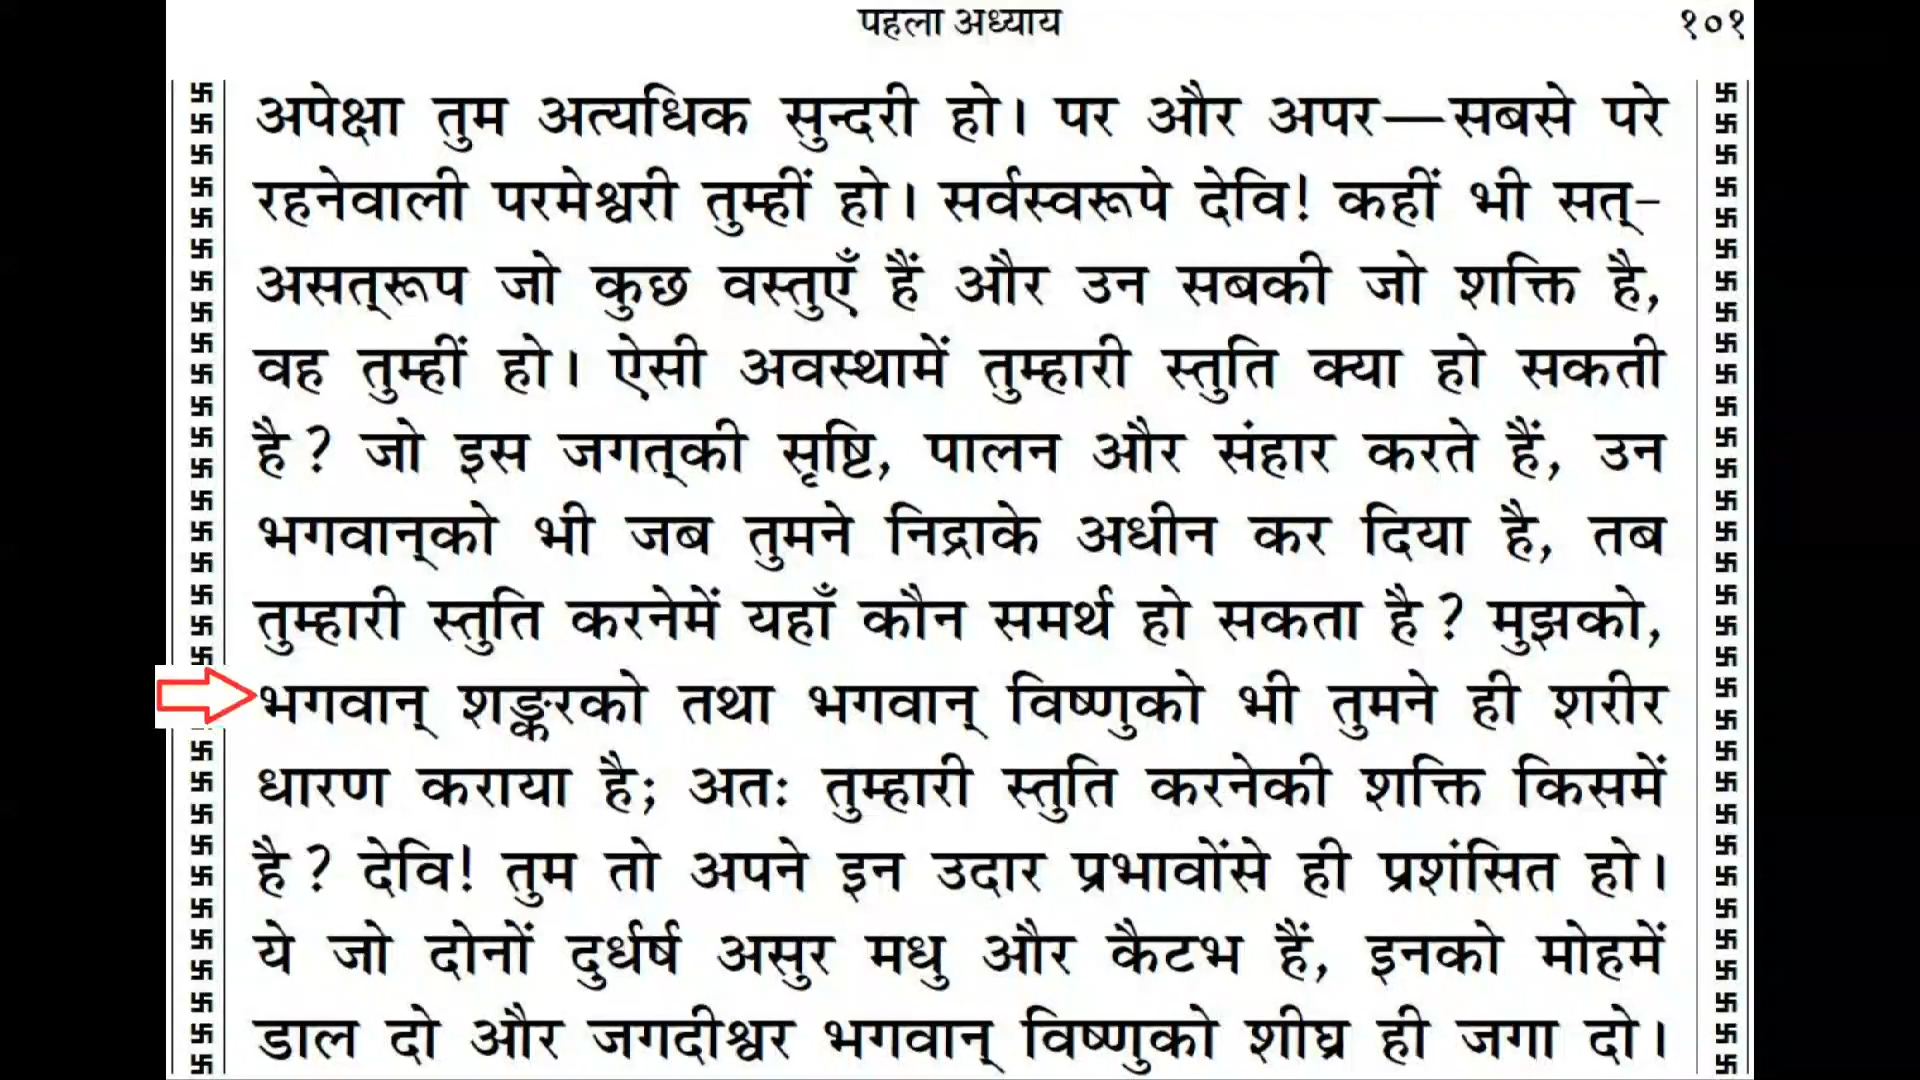 पहला अध्याय १०१
अपेक्षा तुम अत्यधिक सुन्दरी हो। पर और अपर—सबसे परे
रहनेवाली परमेश्वरी तुम्हीं हो। सर्वस्वरूपे देवि! कहीं भी सत्-
असत्‌रूप जो कुछ वस्तुएँ हैं और उन सबकी जो शक्ति है,
वह तुम्हीं हो। ऐसी अवस्थामें तुम्हारी स्तुति क्या हो सकती
है? जो इस जगत्‌की सृष्टि, पालन और संहार करते हैं, उन
भगवान्‌को भी जब तुमने निद्राके अधीन कर दिया है, तब
तुम्हारी स्तुति करनेमें यहाँ कौन समर्थ हो सकता है? मुझको,
भगवान् शङ्करको तथा भगवान् विष्णुको भी तुमने ही शरीर
धारण कराया है; अतः तुम्हारी स्तुति करनेकी शक्ति किसमें
है? देवि! तुम तो अपने इन उदार प्रभावोंसे ही प्रशंसित हो।
ये जो दोनों दुर्धर्ष असुर मधु और कैटभ हैं, इनको मोहमें
डाल दो और जगदीश्वर भगवान् विष्णुको शीघ्र ही जगा दो।